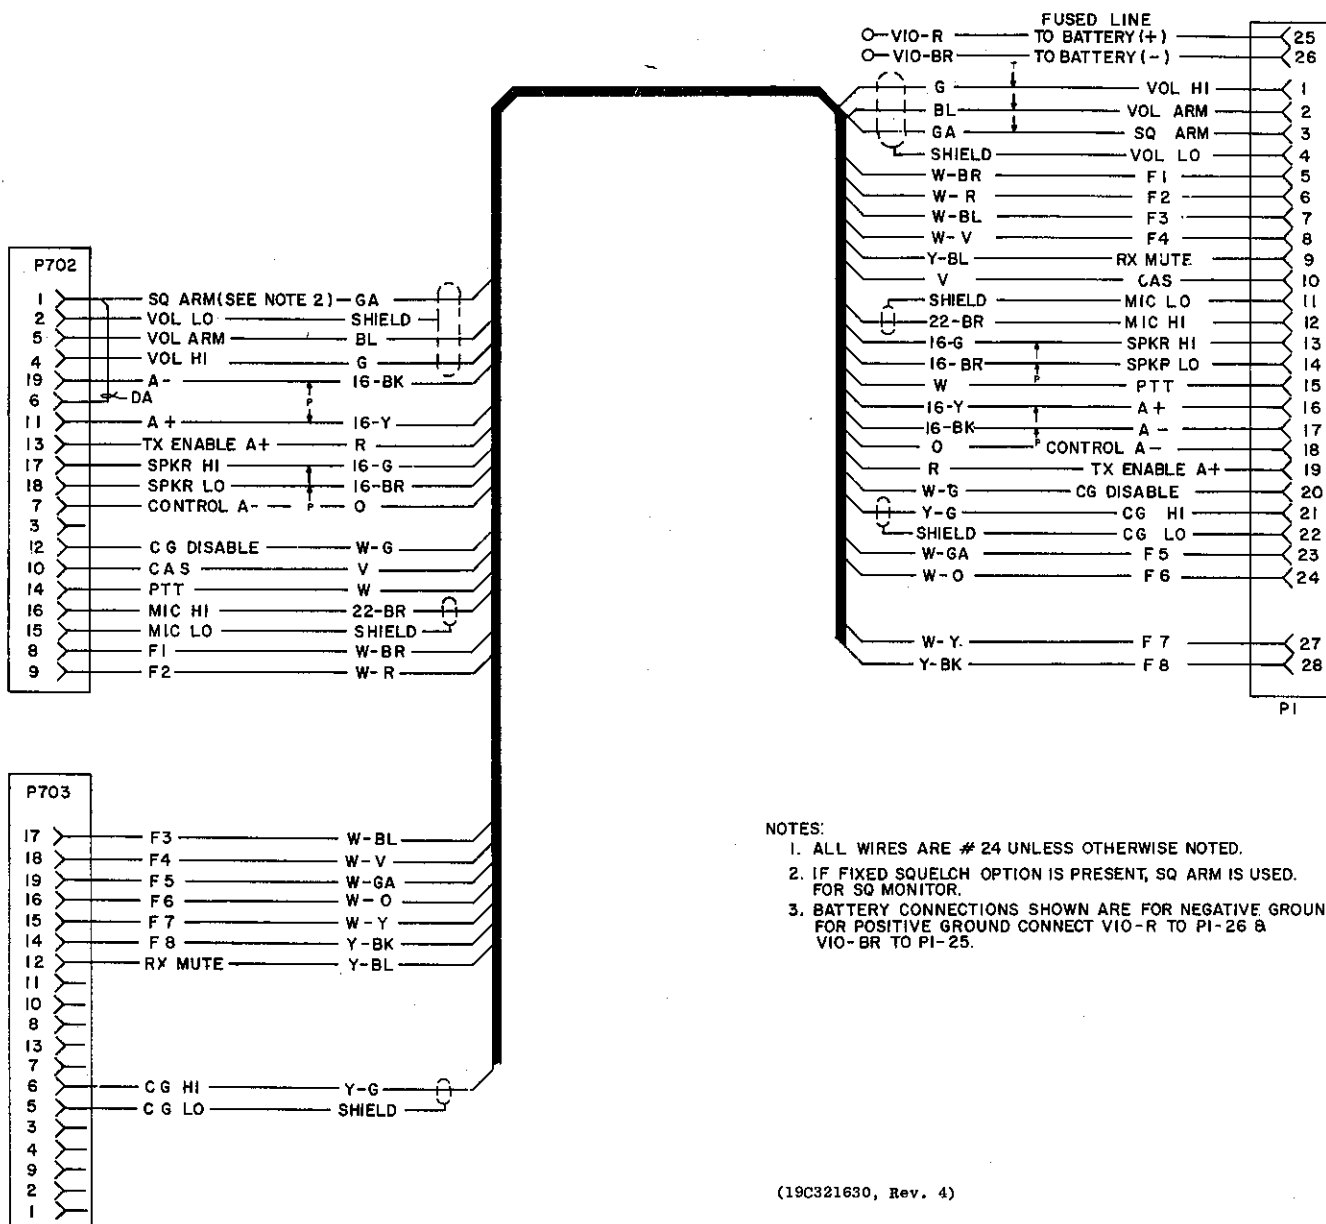 FUSED LINE
VIO-R TO BATTERY (+) 25
VIO-BR TO BATTERY (-) 26
G VOL HI 1
BL VOL ARM 2
GA SQ ARM 3
SHIELD VOL LO 4
W-BR F1 5
W-R F2 6
W-BL F3 7
W-V F4 8
Y-BL RX MUTE 9
V CAS 10
SHIELD MIC LO 11
22-BR MIC HI 12
16-G SPKR HI 13
16-BR P SPKR LO 14
W PTT 15
16-Y A+ 16
16-BK A- 17
O P CONTROL A- 18
R TX ENABLE A+ 19
W-G CG DISABLE 20
Y-G CG HI 21
SHIELD CG LO 22
W-GA F5 23
W-O F6 24
W-Y F7 27
Y-BK F8 28
P1
P702
1 SQ ARM(SEE NOTE 2) GA
2 VOL LO SHIELD
5 VOL ARM BL
4 VOL HI G
19 A- 16-BK
6 DA P
11 A+ 16-Y
13 TX ENABLE A+ R
17 SPKR HI 16-G
18 SPKR LO 16-BR
7 CONTROL A- P O
3
12 CG DISABLE W-G
10 CAS V
14 PTT W
16 MIC HI 22-BR
15 MIC LO SHIELD
8 F1 W-BR
9 F2 W-R
P703
17 F3 W-BL
18 F4 W-V
19 F5 W-GA
16 F6 W-O
15 F7 W-Y
14 F8 Y-BK
12 RX MUTE Y-BL
11
10
8
13
7
6 CG HI Y-G
5 CG LO SHIELD
3
4
9
2
1
NOTES:
1. ALL WIRES ARE # 24 UNLESS OTHERWISE NOTED.
2. IF FIXED SQUELCH OPTION IS PRESENT, SQ ARM IS USED.
FOR SQ MONITOR.
3. BATTERY CONNECTIONS SHOWN ARE FOR NEGATIVE GROUN
FOR POSITIVE GROUND CONNECT VIO-R TO P1-26 &
VIO-BR TO P1-25.
(19C321630, Rev. 4)